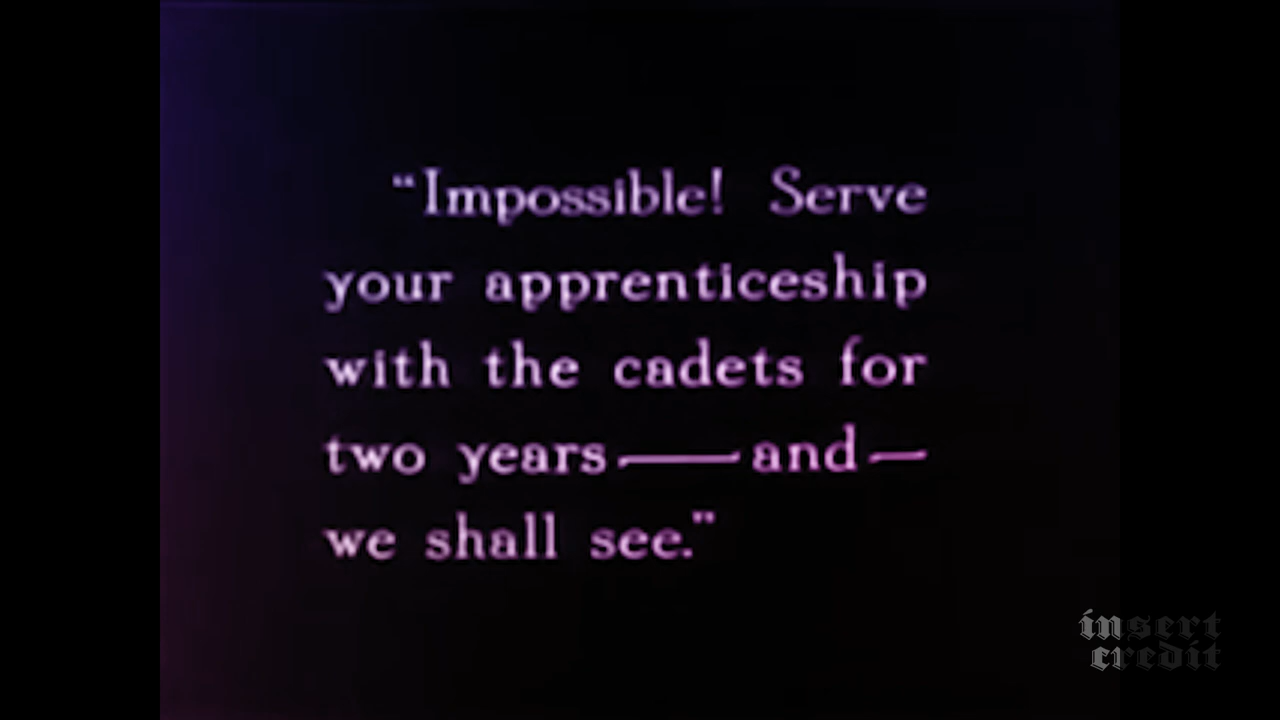 “Impossible! Serve
your apprenticeship
with the cadets for
two years——and—
we shall see."
insert
credit